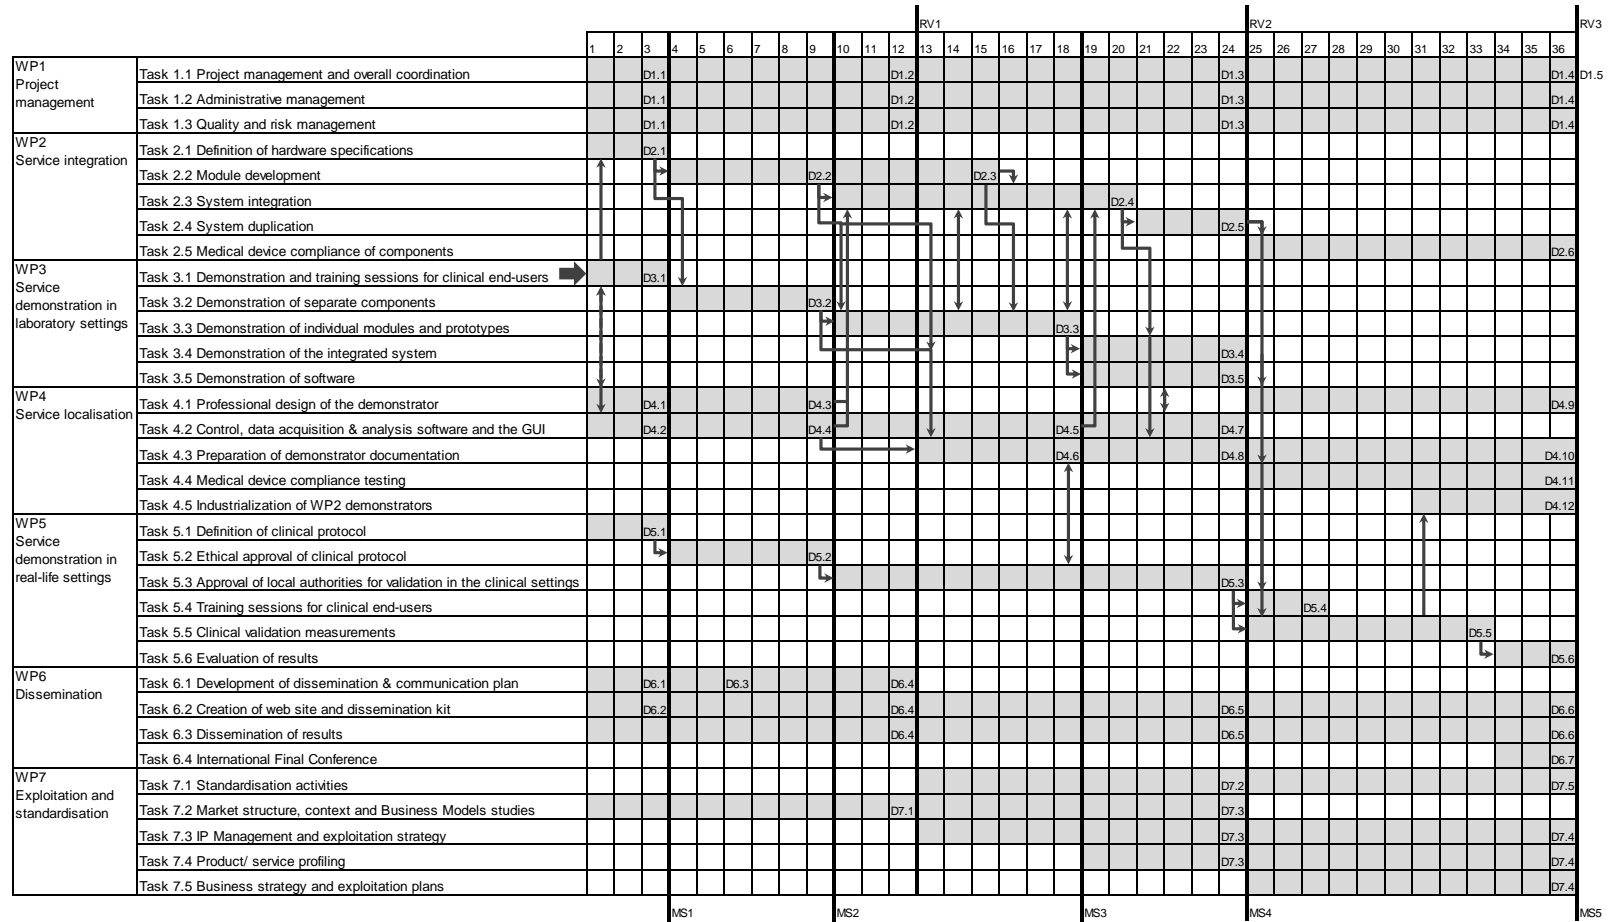 RV1 RV2 RV3
1 2 3 4 5 6 7 8 9 10 11 12 13 14 15 16 17 18 19 20 21 22 23 24 25 26 27 28 29 30 31 32 33 34 35 36
WP1
Project
management
Task 1.1 Project management and overall coordination D1.1 D1.2 D1.3 D1.4 D1.5
Task 1.2 Administrative management D1.1 D1.2 D1.3 D1.4
Task 1.3 Quality and risk management D1.1 D1.2 D1.3 D1.4
WP2
Service integration
Task 2.1 Definition of hardware specifications D2.1
Task 2.2 Module development D2.2 D2.3
Task 2.3 System integration D2.4
Task 2.4 System duplication D2.5
Task 2.5 Medical device compliance of components D2.6
WP3
Service
demonstration in
laboratory settings
Task 3.1 Demonstration and training sessions for clinical end-users D3.1
Task 3.2 Demonstration of separate components D3.2
Task 3.3 Demonstration of individual modules and prototypes D3.3
Task 3.4 Demonstration of the integrated system D3.4
Task 3.5 Demonstration of software D3.5
WP4
Service localisation
Task 4.1 Professional design of the demonstrator D4.1 D4.3 D4.9
Task 4.2 Control, data acquisition & analysis software and the GUI D4.2 D4.4 D4.5 D4.7
Task 4.3 Preparation of demonstrator documentation D4.6 D4.8 D4.10
Task 4.4 Medical device compliance testing D4.11
Task 4.5 Industrialization of WP2 demonstrators D4.12
WP5
Service
demonstration in
real-life settings
Task 5.1 Definition of clinical protocol D5.1
Task 5.2 Ethical approval of clinical protocol D5.2
Task 5.3 Approval of local authorities for validation in the clinical settings D5.3
Task 5.4 Training sessions for clinical end-users D5.4
Task 5.5 Clinical validation measurements D5.5
Task 5.6 Evaluation of results D5.6
WP6
Dissemination
Task 6.1 Development of dissemination & communication plan D6.1 D6.3 D6.4
Task 6.2 Creation of web site and dissemination kit D6.2 D6.4 D6.5 D6.6
Task 6.3 Dissemination of results D6.4 D6.5 D6.6
Task 6.4 International Final Conference D6.7
WP7
Exploitation and
standardisation
Task 7.1 Standardisation activities D7.2 D7.5
Task 7.2 Market structure, context and Business Models studies D7.1 D7.3
Task 7.3 IP Management and exploitation strategy D7.3 D7.4
Task 7.4 Product/ service profiling D7.3 D7.4
Task 7.5 Business strategy and exploitation plans D7.4
MS1 MS2 MS3 MS4 MS5